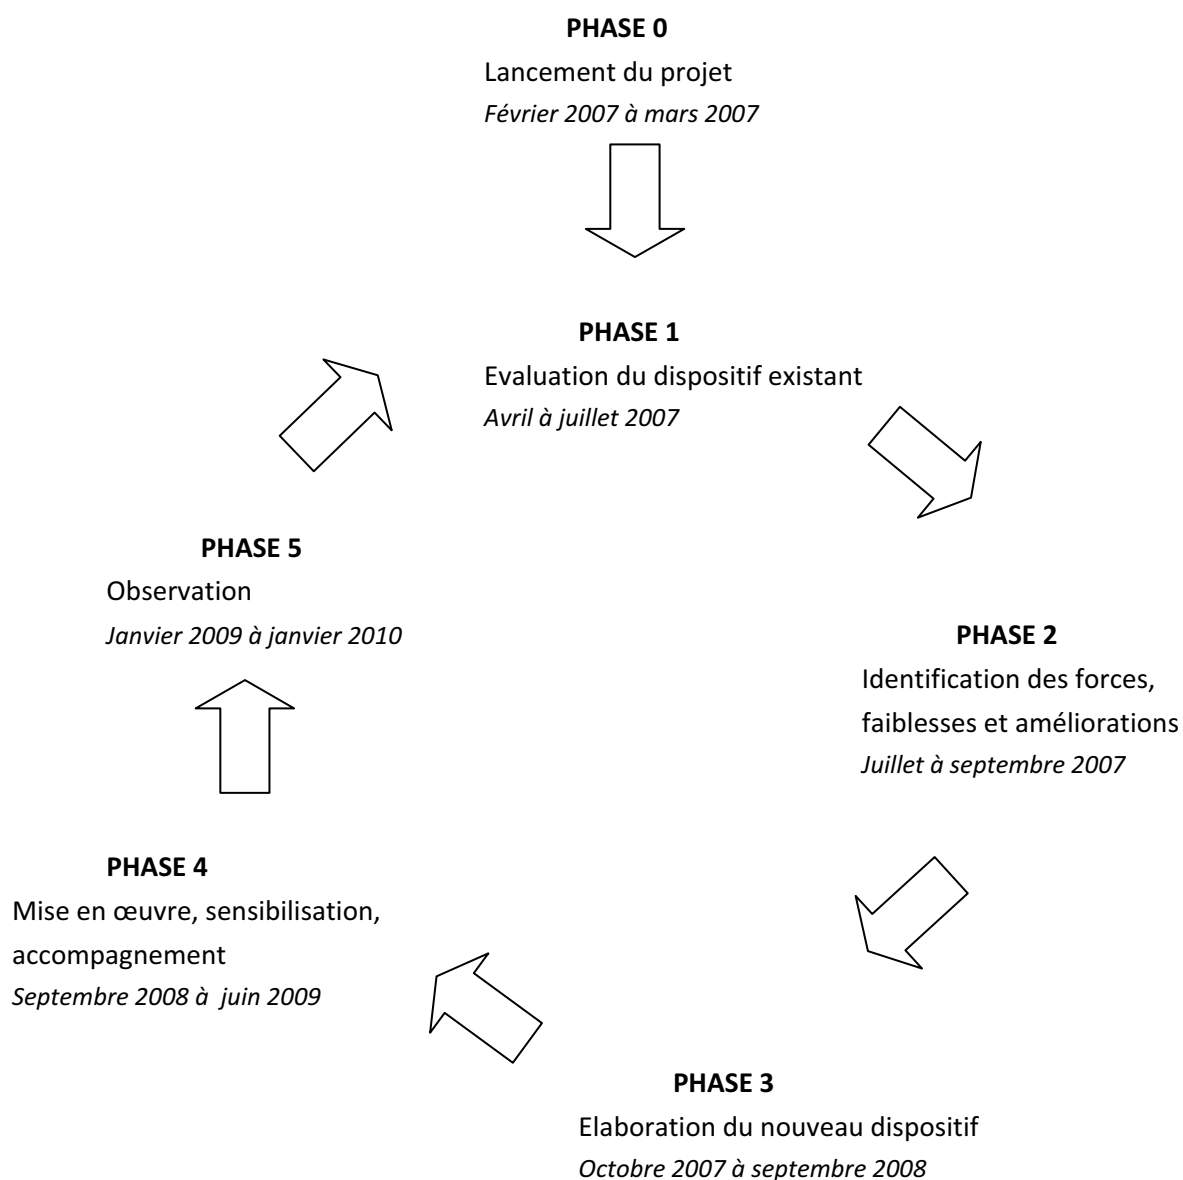 PHASE 0
Lancement du projet
Février 2007 à mars 2007
PHASE 1
Evaluation du dispositif existant
Avril à juillet 2007
PHASE 2
Identification des forces,
faiblesses et améliorations
Juillet à septembre 2007
PHASE 3
Elaboration du nouveau dispositif
Octobre 2007 à septembre 2008
PHASE 4
Mise en œuvre, sensibilisation,
accompagnement
Septembre 2008 à  juin 2009
PHASE 5
Observation
Janvier 2009 à janvier 2010